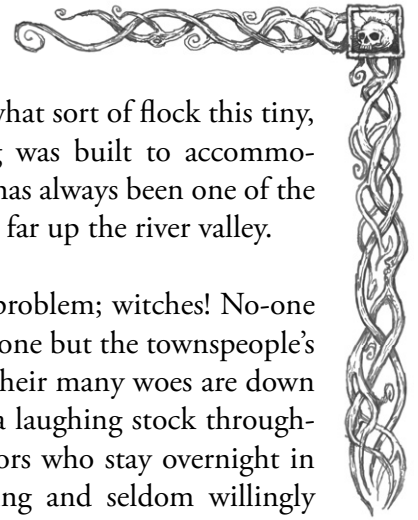 what sort of flock this tiny,
was built to accommo-
has always been one of the
far up the river valley.
problem; witches! No-one
one but the townspeople's
heir many woes are down
a laughing stock through-
ors who stay overnight in
ng and seldom willingly